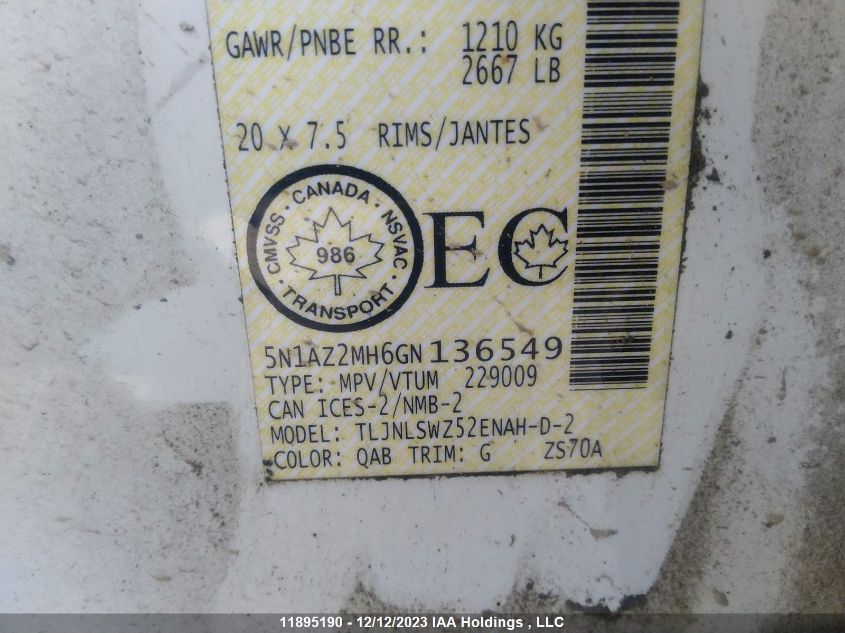 GAWR/PNBE RR.: 1210 KG
2667 LB
20 X 7.5 RIMS/JANTES
CMVSS · CANADA · NSVAC · TRANSPORT ·
986
EC
5N1AZ2MH6GN136549
TYPE: MPV/VTUM 229009
CAN ICES-2/NMB-2
MODEL: TLJNLSWZ52ENAH-D-2
COLOR: QAB TRIM: G ZS70A
11895190 - 12/12/2023 IAA Holdings , LLC